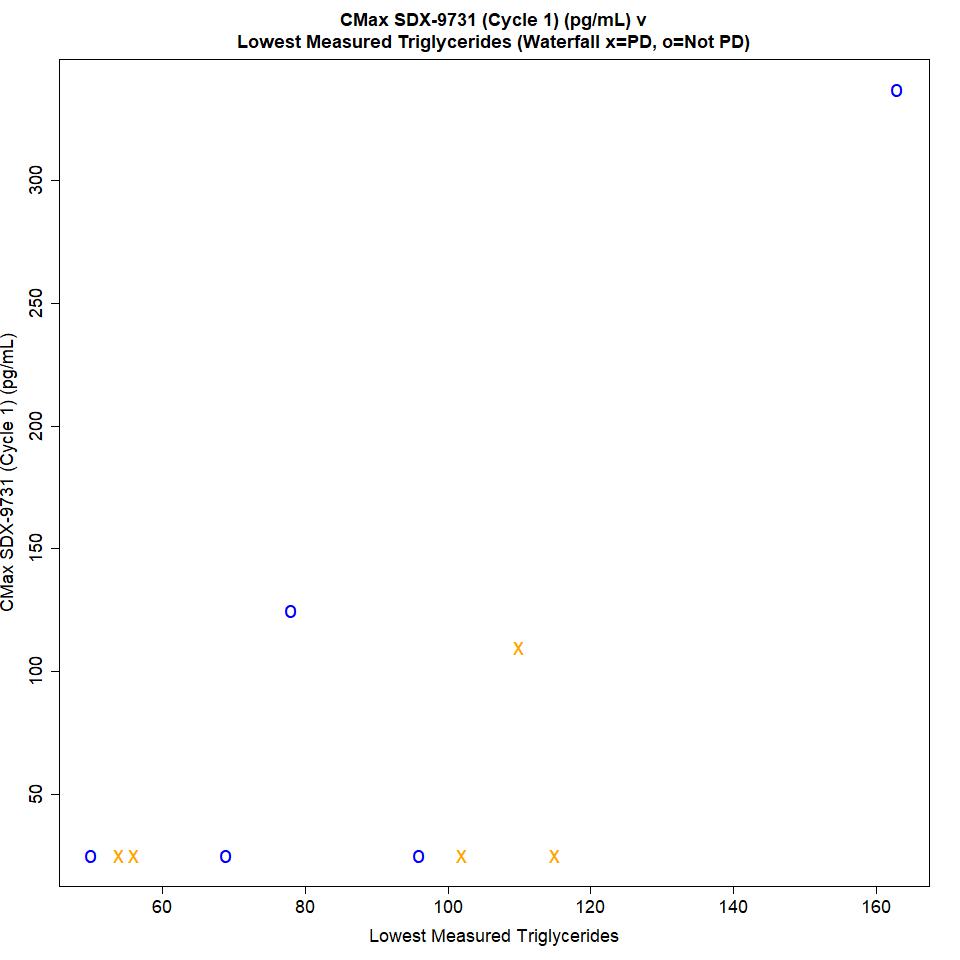 CMax SDX-9731 (Cycle 1) (pg/mL) v
Lowest Measured Triglycerides (Waterfall x=PD, o=Not PD)
CMax SDX-9731 (Cycle 1) (pg/mL)
300
250
200
150
100
50
o
o
x
o
x
x
o
o
x
x
60
80
100
120
140
160
Lowest Measured Triglycerides